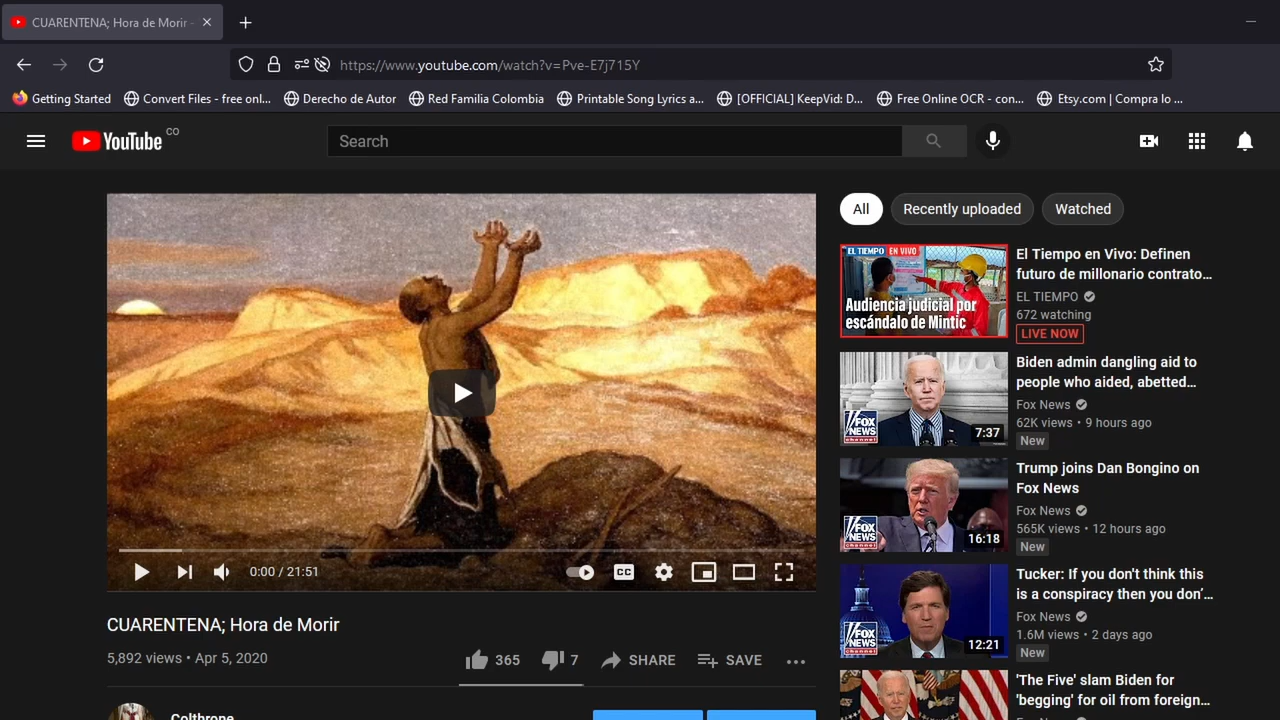 CUARENTENA; Hora de Morir -
https://www.youtube.com/watch?v=Pve-E7j715Y
Getting Started
Convert Files - free onl...
Derecho de Autor
Red Familia Colombia
Printable Song Lyrics a...
[OFFICIAL] KeepVid: D...
Free Online OCR - con...
Etsy.com | Compra lo ...
YouTube CO
Search
All
Recently uploaded
Watched
EL TIEMPO EN VIVO
Audiencia judicial por
escándalo de Mintic
El Tiempo en Vivo: Definen
futuro de millonario contrato...
EL TIEMPO
672 watching
LIVE NOW
FOX
NEWS
channel
7:37
Biden admin dangling aid to
people who aided, abetted...
Fox News
62K views • 9 hours ago
New
FOX
NEWS
channel
16:18
Trump joins Dan Bongino on
Fox News
Fox News
565K views • 12 hours ago
New
FOX
NEWS
channel
12:21
Tucker: If you don't think this
is a conspiracy then you don'...
Fox News
1.6M views • 2 days ago
New
'The Five' slam Biden for
'begging' for oil from foreign...
0:00 / 21:51
CC
CUARENTENA; Hora de Morir
5,892 views • Apr 5, 2020
365
7
SHARE
SAVE
Colthrone